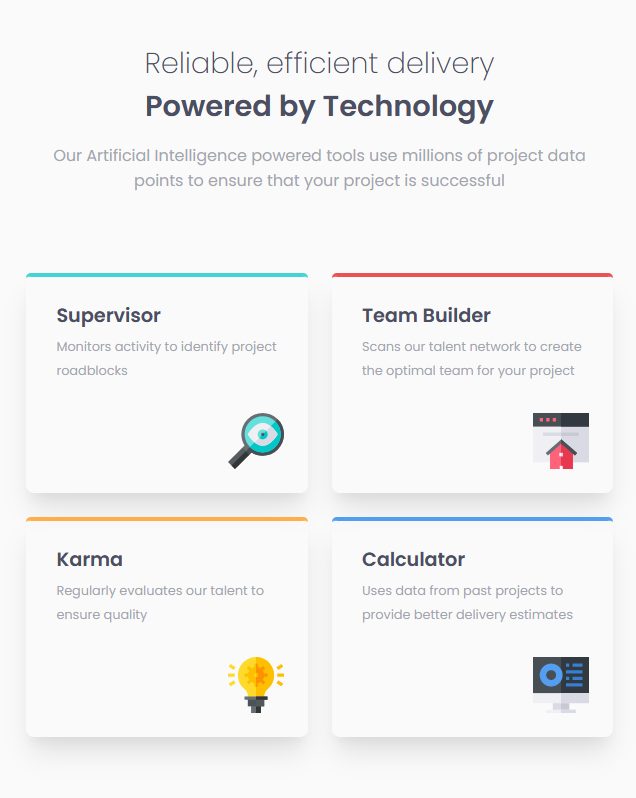 Reliable, efficient delivery
Powered by Technology
Our Artificial Intelligence powered tools use millions of project data
points to ensure that your project is successful
Supervisor
Monitors activity to identify project
roadblocks
Team Builder
Scans our talent network to create
the optimal team for your project
Karma
Regularly evaluates our talent to
ensure quality
Calculator
Uses data from past projects to
provide better delivery estimates